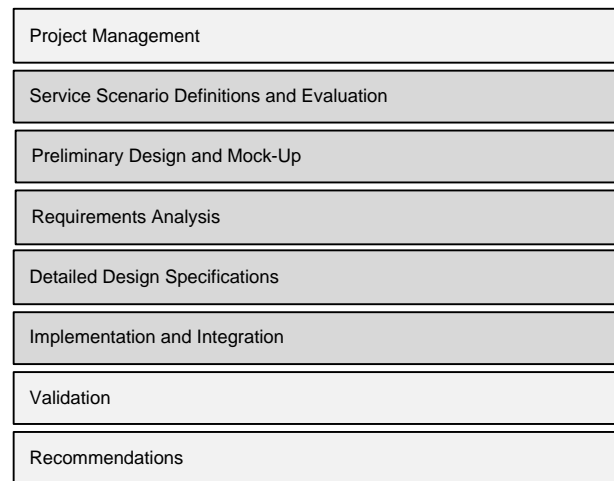 Project Management
Service Scenario Definitions and Evaluation
Preliminary Design and Mock-Up
Requirements Analysis
Detailed Design Specifications
Implementation and Integration
Validation
Recommendations